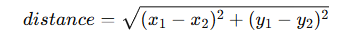 distance = √(x₁ − x₂)² + (y₁ − y₂)²